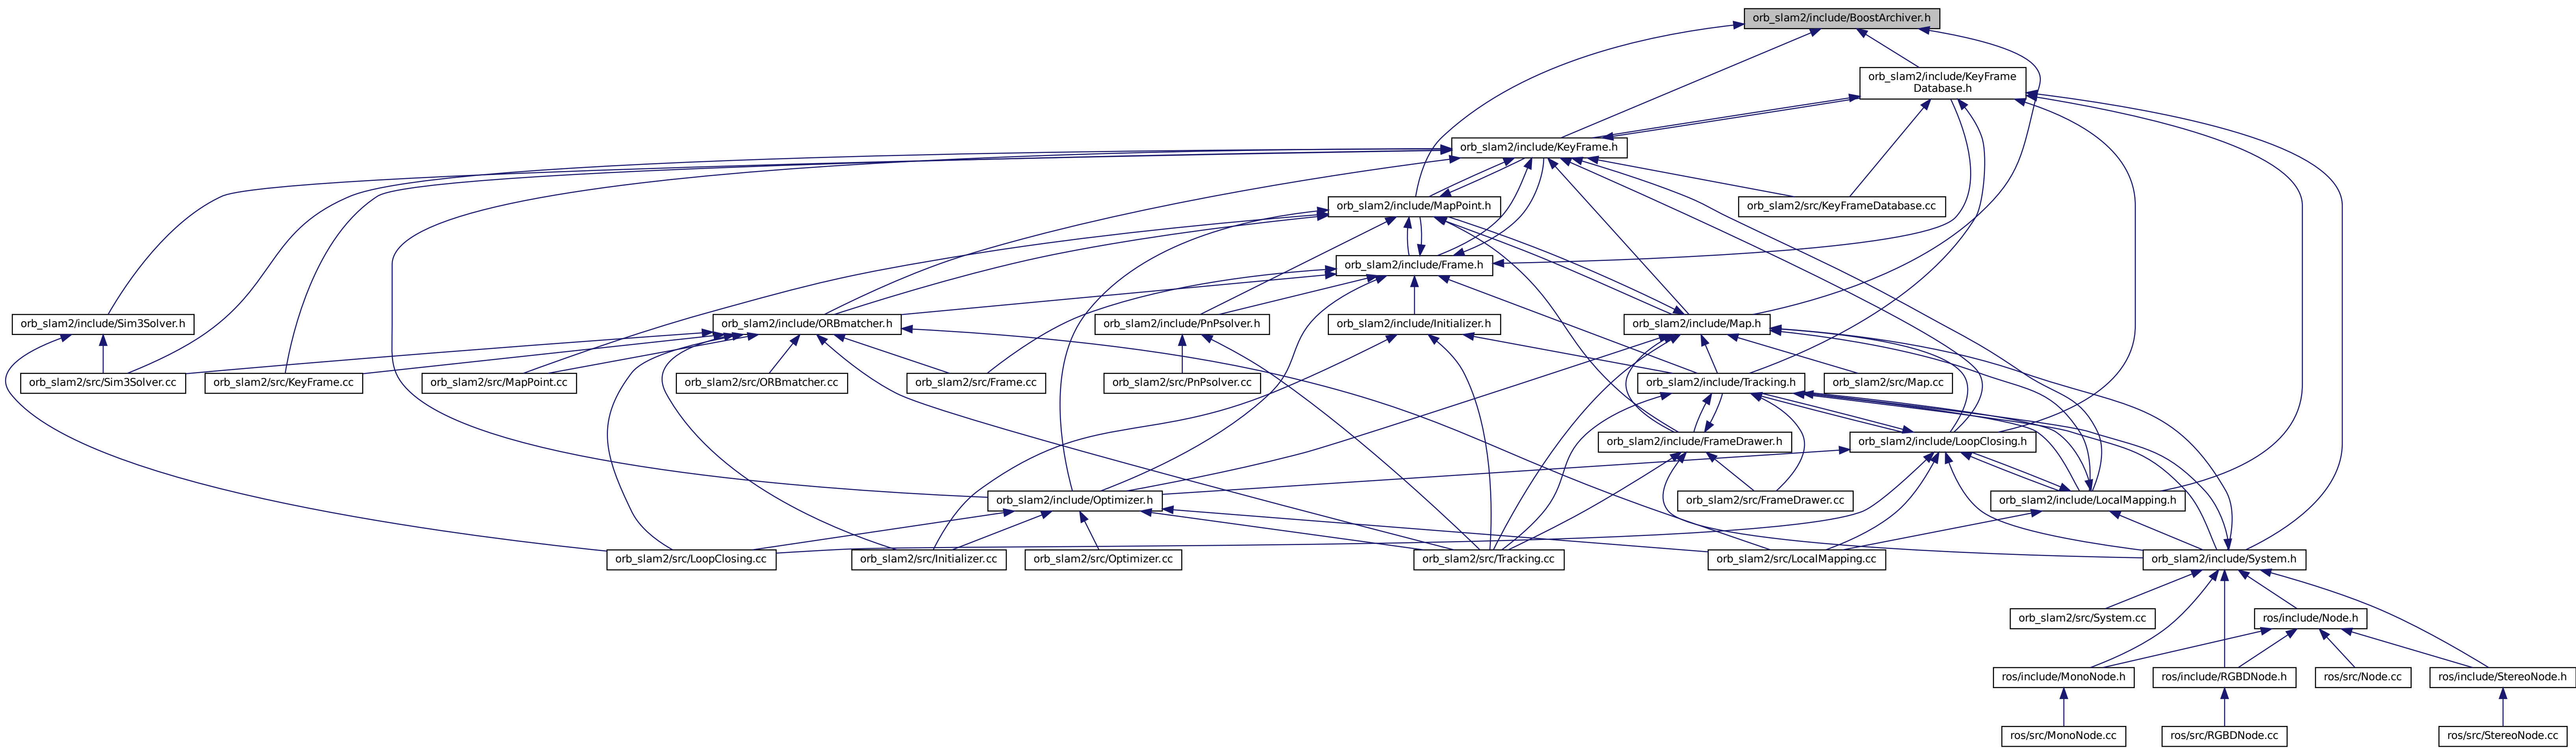 orb_slam2/include/BoostArchiver.h
orb_slam2/include/KeyFrame
Database.h
orb_slam2/include/KeyFrame.h
orb_slam2/include/MapPoint.h
orb_slam2/src/KeyFrameDatabase.cc
orb_slam2/include/Frame.h
orb_slam2/include/Sim3Solver.h
orb_slam2/include/ORBmatcher.h
orb_slam2/include/PnPsolver.h
orb_slam2/include/Initializer.h
orb_slam2/include/Map.h
orb_slam2/src/Sim3Solver.cc
orb_slam2/src/KeyFrame.cc
orb_slam2/src/MapPoint.cc
orb_slam2/src/ORBmatcher.cc
orb_slam2/src/Frame.cc
orb_slam2/src/PnPsolver.cc
orb_slam2/include/Tracking.h
orb_slam2/src/Map.cc
orb_slam2/include/FrameDrawer.h
orb_slam2/include/LoopClosing.h
orb_slam2/include/Optimizer.h
orb_slam2/src/FrameDrawer.cc
orb_slam2/include/LocalMapping.h
orb_slam2/src/LoopClosing.cc
orb_slam2/src/Initializer.cc
orb_slam2/src/Optimizer.cc
orb_slam2/src/Tracking.cc
orb_slam2/src/LocalMapping.cc
orb_slam2/include/System.h
orb_slam2/src/System.cc
ros/include/Node.h
ros/include/MonoNode.h
ros/include/RGBDNode.h
ros/src/Node.cc
ros/include/StereoNode.h
ros/src/MonoNode.cc
ros/src/RGBDNode.cc
ros/src/StereoNode.cc